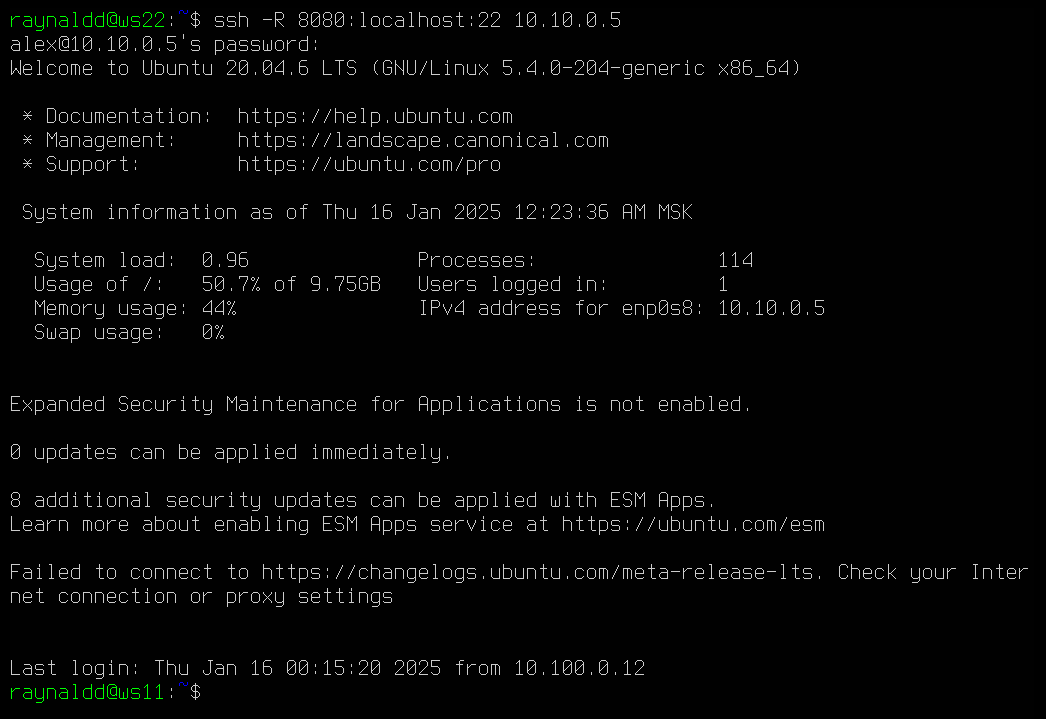 raynaldd@ws22:~$ ssh -R 8080:localhost:22 10.10.0.5
alex@10.10.0.5's password:
Welcome to Ubuntu 20.04.6 LTS (GNU/Linux 5.4.0-204-generic x86_64)
* Documentation:  https://help.ubuntu.com
* Management:     https://landscape.canonical.com
* Support:        https://ubuntu.com/pro
System information as of Thu 16 Jan 2025 12:23:36 AM MSK
System load:  0.96              Processes:               114
Usage of /:   50.7% of 9.75GB   Users logged in:         1
Memory usage: 44%               IPv4 address for enp0s8: 10.10.0.5
Swap usage:   0%
Expanded Security Maintenance for Applications is not enabled.
0 updates can be applied immediately.
8 additional security updates can be applied with ESM Apps.
Learn more about enabling ESM Apps service at https://ubuntu.com/esm
Failed to connect to https://changelogs.ubuntu.com/meta-release-lts. Check your Inter
net connection or proxy settings
Last login: Thu Jan 16 00:15:20 2025 from 10.100.0.12
raynaldd@ws11:~$